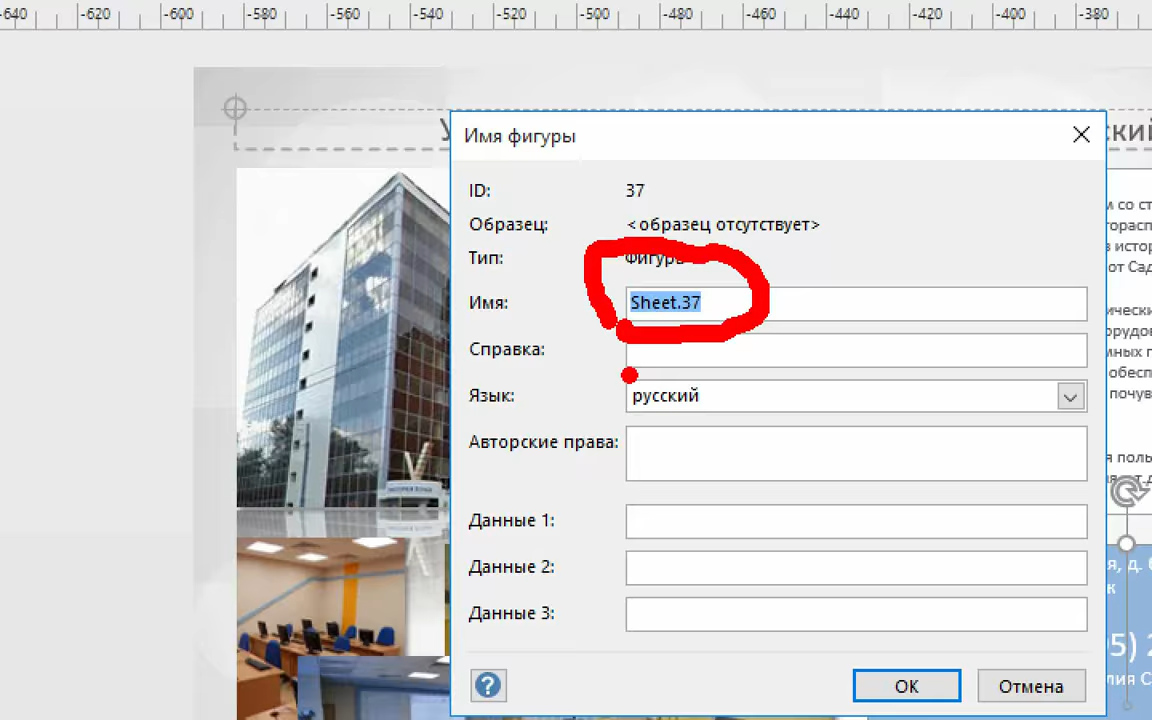 -640 -620 -600 -580 -560 -540 -520 -500 -480 -460 -440 -420 -400 -380
Имя фигуры
ID: 37
Образец: <образец отсутствует>
Тип: Фигура
Имя: Sheet.37
Справка:
Язык: русский
Авторские права:
Данные 1:
Данные 2:
Данные 3:
? OK Отмена